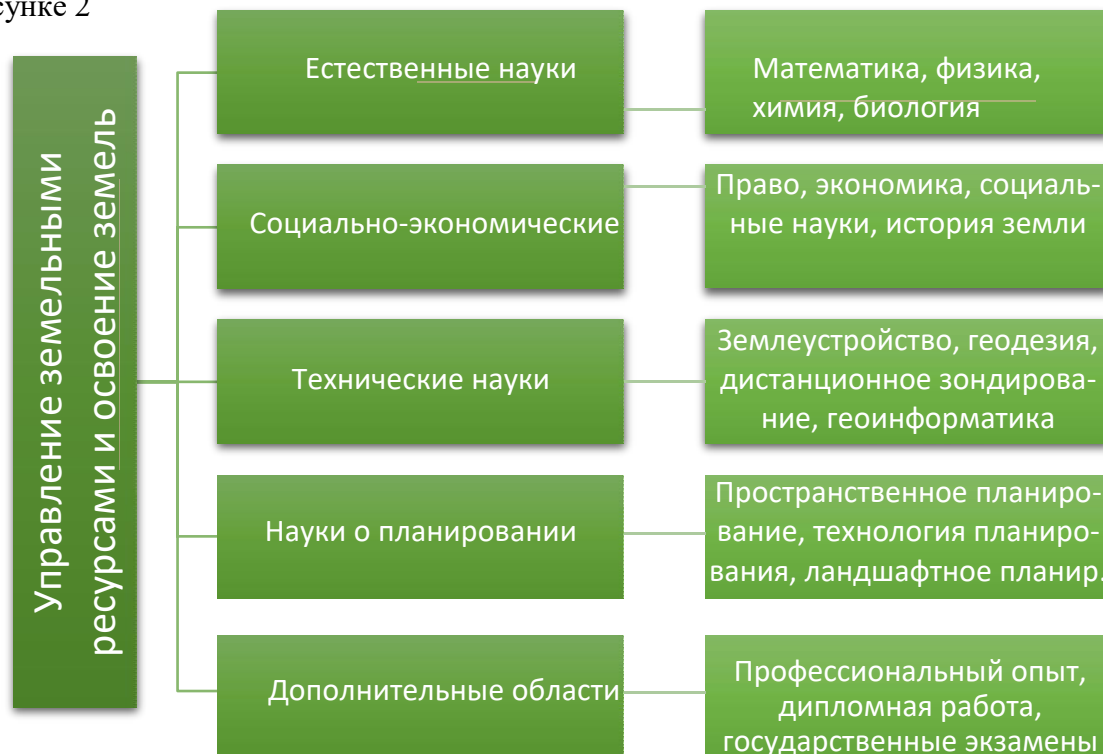 сунке 2
Управление земельными
ресурсами и освоение земель
Естественные науки
Математика, физика,
химия, биология
Социально-экономические
Право, экономика, социаль-
ные науки, история земли
Технические науки
Землеустройство, геодезия,
дистанционное зондирова-
ние, геоинформатика
Науки о планировании
Пространственное планиро-
вание, технология планиро-
вания, ландшафтное планир.
Дополнительные области
Профессиональный опыт,
дипломная работа,
государственные экзамены